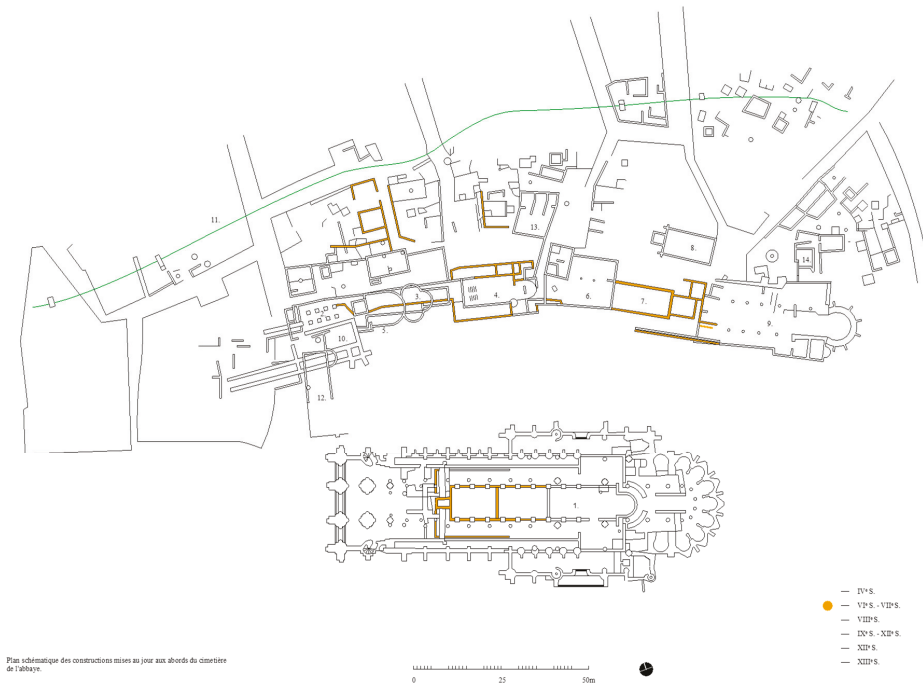 11.
13.
8.
14.
3.
4.
6.
7.
9.
5.
10.
12.
1.
IVᵉ S.
VIᵉ S. - VIIᵉ S.
VIIIᵉ S.
IXᵉ S. - XIIᵉ S.
XIIᵉ S.
XIIIᵉ S.
Plan schématique des constructions mises au jour aux abords du cimetière
de l'abbaye.
0 25 50m